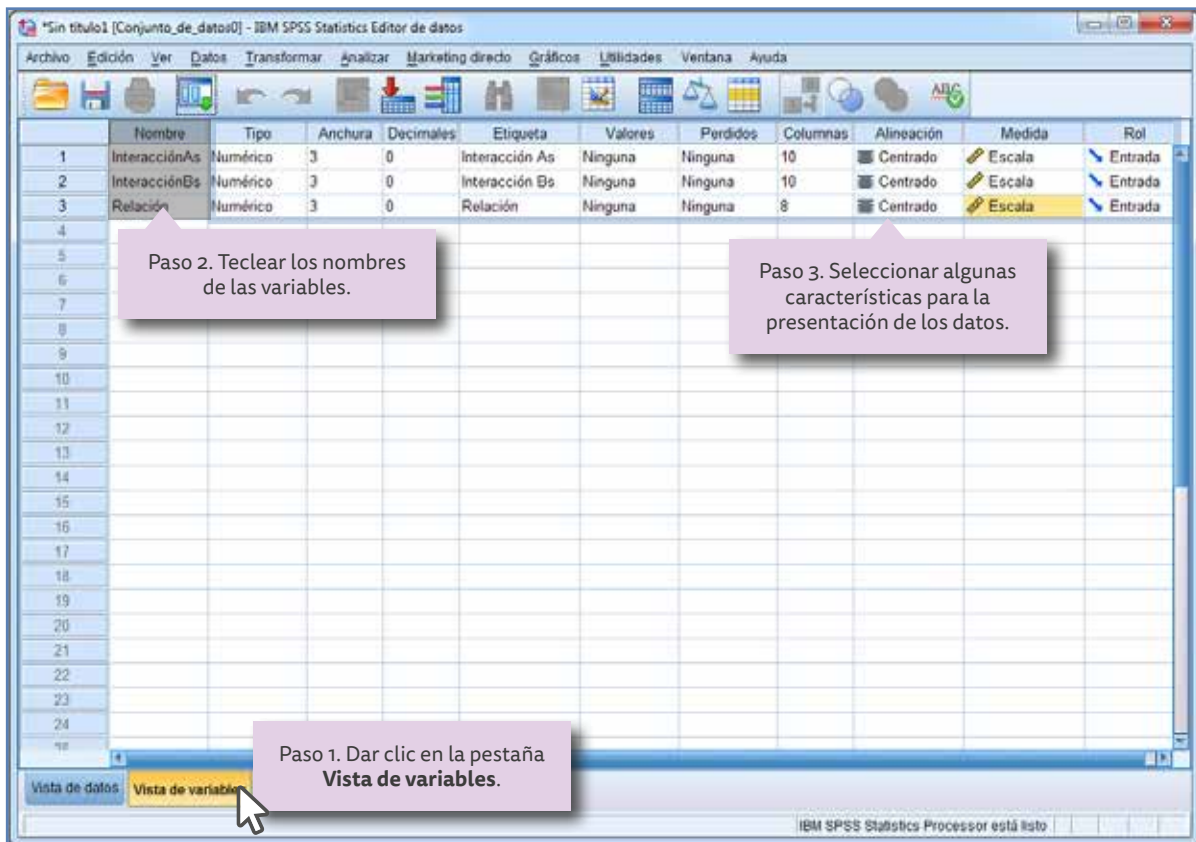 *Sin título1 [Conjunto_de_datos0] - IBM SPSS Statistics Editor de datos
Archivo Edición Ver Datos Transformar Analizar Marketing directo Gráficos Utilidades Ventana Ayuda
Nombre Tipo Anchura Decimales Etiqueta Valores Perdidos Columnas Alineación Medida Rol
1 InteracciónAs Numérico 3 0 Interacción As Ninguna Ninguna 10 Centrado Escala Entrada
2 InteracciónBs Numérico 3 0 Interacción Bs Ninguna Ninguna 10 Centrado Escala Entrada
3 Relación Numérico 3 0 Relación Ninguna Ninguna 8 Centrado Escala Entrada
4
5
6
7
8
9
10
11
12
13
14
15
16
17
18
19
20
21
22
23
24
Paso 2. Teclear los nombres
de las variables.
Paso 3. Seleccionar algunas
características para la
presentación de los datos.
Paso 1. Dar clic en la pestaña
Vista de variables.
Vista de datos Vista de variables
IBM SPSS Statistics Processor está listo